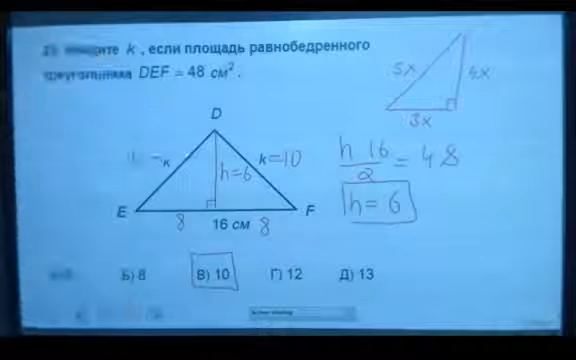 k , если площадь равнобедренного
треугольника DEF = 48 см².
5x
4x
3x
D
к
h=6
k=10
h 16
2
= 48
h = 6
E
F
8
16 см
8
Б) 8
В) 10
Г) 12
Д) 13